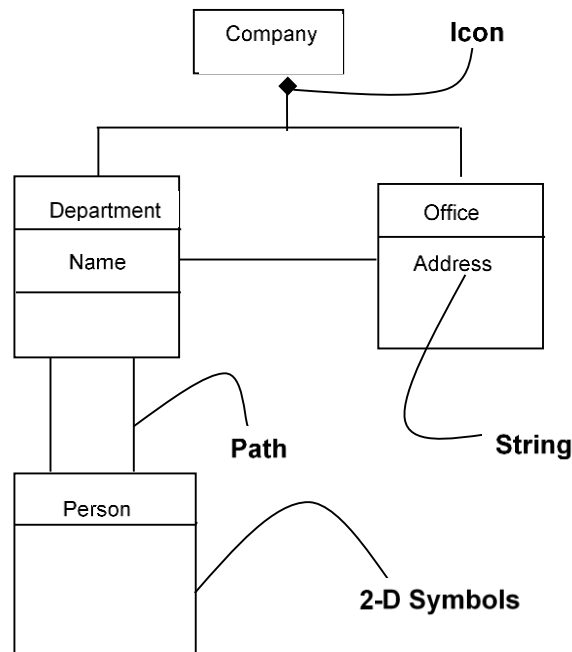 Company
Icon
Department
Office
Name
Address
Path
String
Person
2-D Symbols